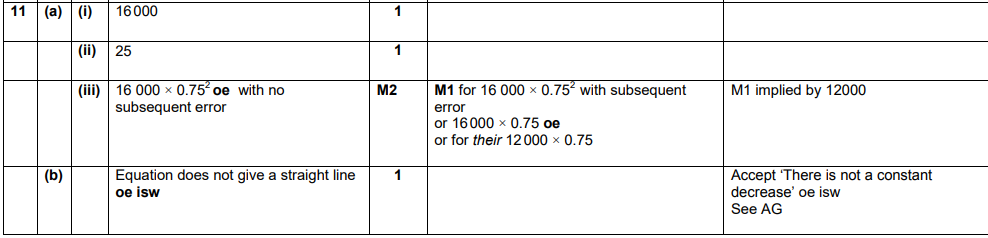 11 (a) (i) 16 000 1
(ii) 25 1
(iii) 16 000 × 0.75² oe with no M2 M1 for 16 000 × 0.75² with subsequent M1 implied by 12000
subsequent error error
or 16 000 × 0.75 oe
or for their 12 000 × 0.75
(b) Equation does not give a straight line 1 Accept ‘There is not a constant
oe isw decrease’ oe isw
See AG